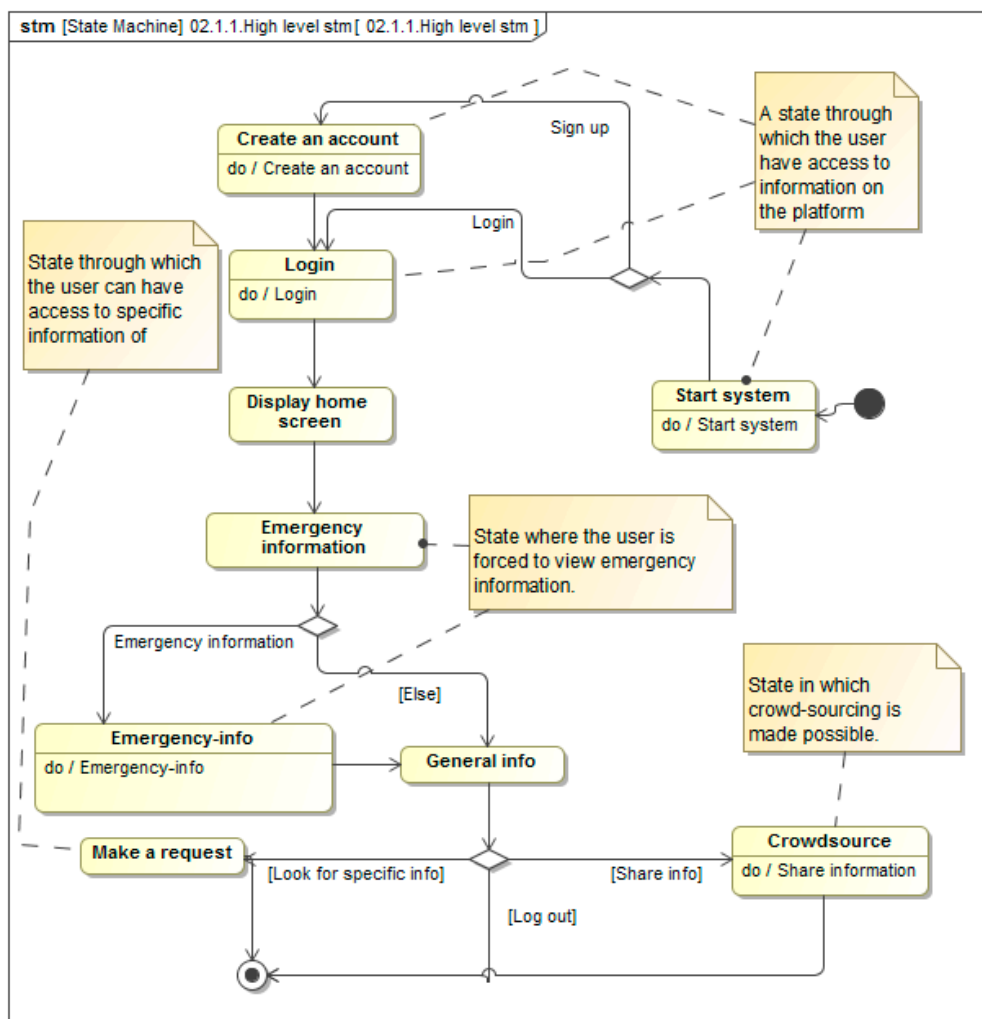 stm [State Machine] 02.1.1.High level stm[ 02.1.1.High level stm ]
Sign up
A state through
which the user
have access to
information on
the platform
Create an account
do / Create an account
Login
State through which
the user can have
access to specific
information of
Login
do / Login
Start system
do / Start system
Display home
screen
Emergency
information
State where the user is
forced to view emergency
information.
Emergency information
[Else]
State in which
crowd-sourcing is
made possible.
Emergency-info
do / Emergency-info
General info
Make a request
[Look for specific info]
[Share info]
Crowdsource
do / Share information
[Log out]